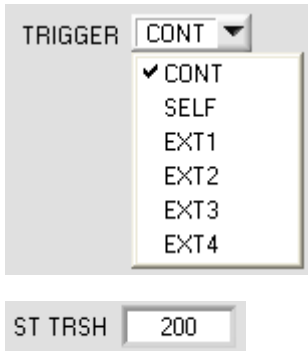 TRIGGER CONT
CONT
SELF
EXT1
EXT2
EXT3
EXT4
ST TRSH 200